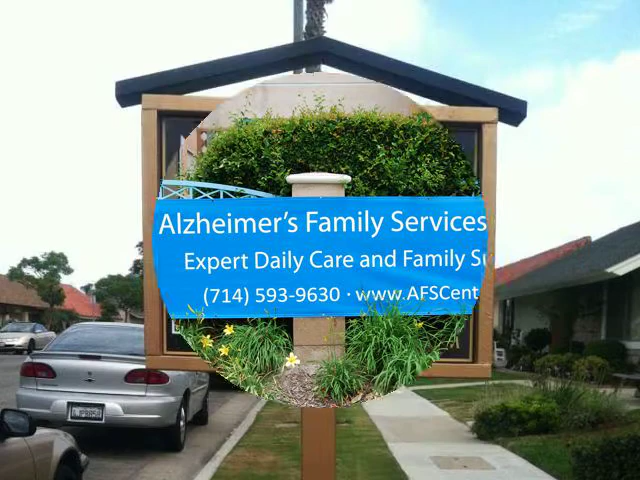 Alzheimer's Family Services
Expert Daily Care and Family
(714) 593-9630 · www.AFSCent